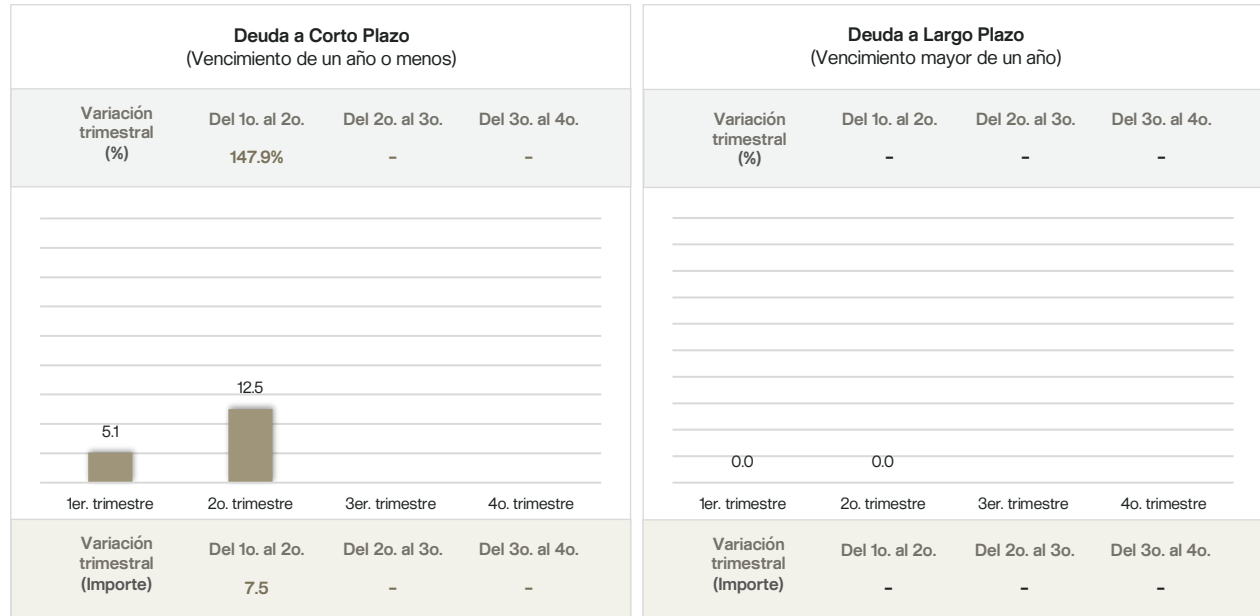 Deuda a Corto Plazo
(Vencimiento de un año o menos)
Variación
trimestral
(%)
Del 1o. al 2o.
Del 2o. al 3o.
Del 3o. al 4o.
147.9%
-
-
5.1
12.5
1er. trimestre
2o. trimestre
3er. trimestre
4o. trimestre
Variación
trimestral
(Importe)
Del 1o. al 2o.
Del 2o. al 3o.
Del 3o. al 4o.
7.5
-
-
Deuda a Largo Plazo
(Vencimiento mayor de un año)
Variación
trimestral
(%)
Del 1o. al 2o.
Del 2o. al 3o.
Del 3o. al 4o.
-
-
-
0.0
0.0
1er. trimestre
2o. trimestre
3er. trimestre
4o. trimestre
Variación
trimestral
(Importe)
Del 1o. al 2o.
Del 2o. al 3o.
Del 3o. al 4o.
-
-
-